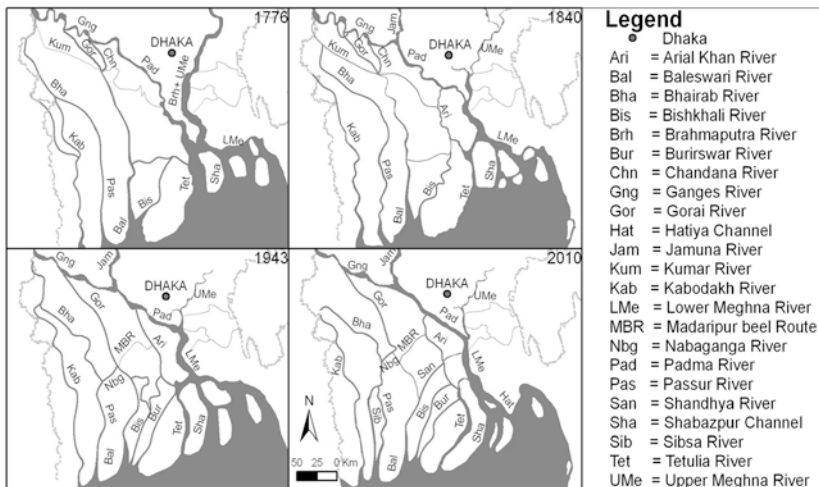 1776
Gng
Kum
Gor
Chn
DHAKA
Pad
Brh+ UMe
Bha
Kab
LMe
Pas
Bal
Bis
Tet
Sha
1840
Gng
Jam
Kum
Gor
Chn
DHAKA
UMe
Pad
Bha
Ari
Kab
LMe
Pas
Bal
Bis
Tet
Sha
1943
Gng
Jam
DHAKA
UMe
Gor
Pad
Bha
MBR
Ari
LMe
Kab
Nbg
Pas
Bis
Bur
Tet
Sha
Bal
2010
Gng
Jam
DHAKA
UMe
Gor
Pad
Bha
MBR
Ari
LMe
Kab
Nbg
San
Hat
Sib
Pas
Bis
Bur
Tet
Sha
Bal
N
50 25 0 Km
Legend
Dhaka
Ari = Arial Khan River
Bal = Baleswari River
Bha = Bhairab River
Bis = Bishkhali River
Brh = Brahmaputra River
Bur = Burirswar River
Chn = Chandana River
Gng = Ganges River
Gor = Gorai River
Hat = Hatiya Channel
Jam = Jamuna River
Kum = Kumar River
Kab = Kabodakh River
LMe = Lower Meghna River
MBR = Madaripur beel Route
Nbg = Nabaganga River
Pad = Padma River
Pas = Passur River
San = Shandhya River
Sha = Shabazpur Channel
Sib = Sibsa River
Tet = Tetulia River
UMe = Upper Meghna River